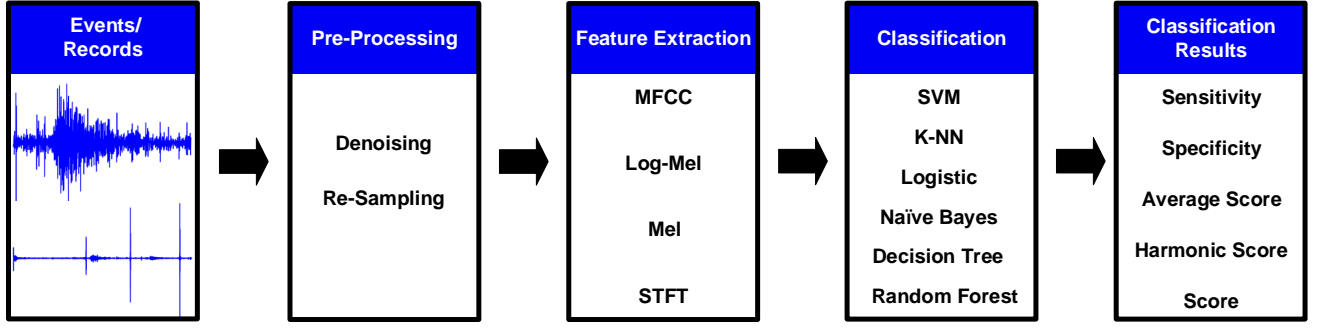 Events/
Records
Pre-Processing
Feature Extraction
Classification
Classification
Results
Denoising
Re-Sampling
MFCC
Log-Mel
Mel
STFT
SVM
K-NN
Logistic
Naïve Bayes
Decision Tree
Random Forest
Sensitivity
Specificity
Average Score
Harmonic Score
Score